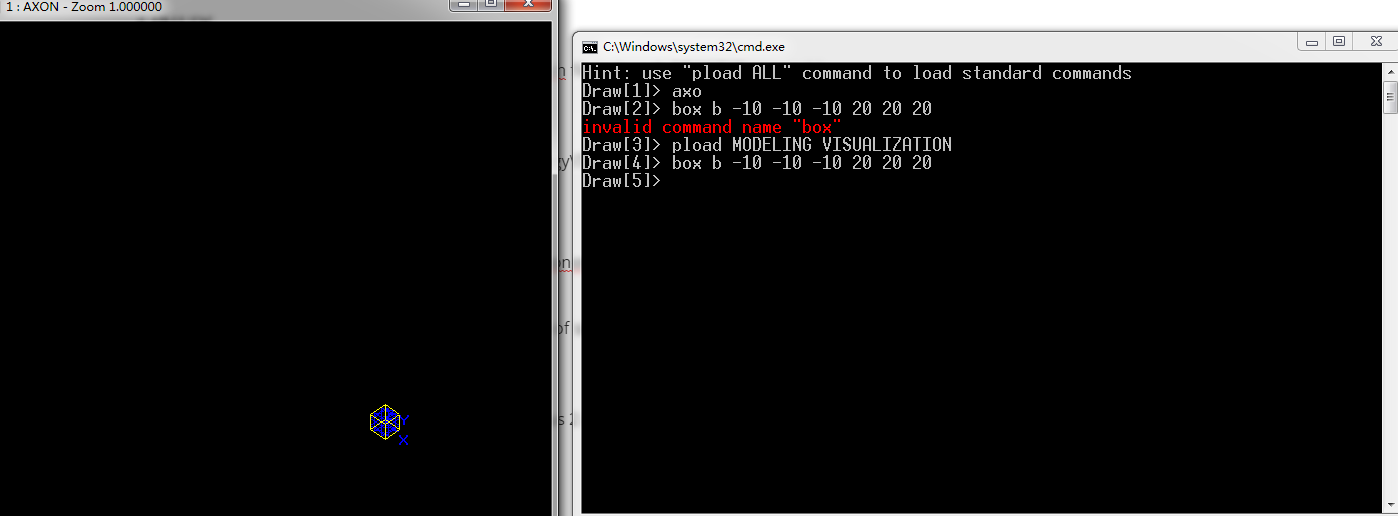 1 : AXON - Zoom 1.000000
Y
X
C:\Windows\system32\cmd.exe
Hint: use "pload ALL" command to load standard commands
Draw[1]> axo
Draw[2]> box b -10 -10 -10 20 20 20
invalid command name "box"
Draw[3]> pload MODELING VISUALIZATION
Draw[4]> box b -10 -10 -10 20 20 20
Draw[5]>